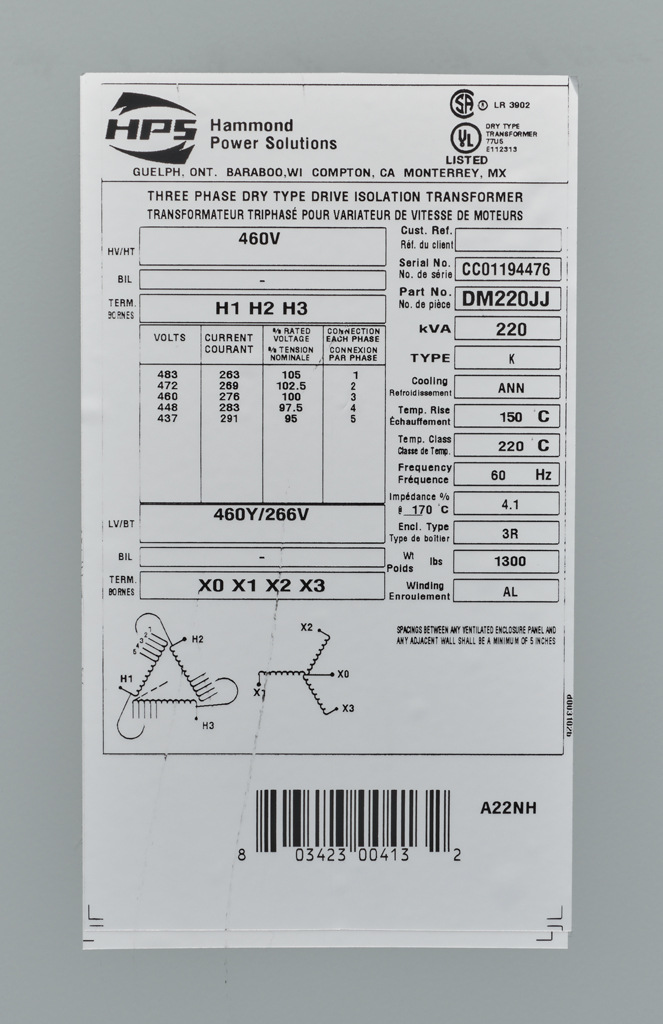 HPS Hammond
Power Solutions
LR 3902
DRY TYPE
TRANSFORMER
77U5
E112313
LISTED
GUELPH, ONT. BARABOO,WI COMPTON, CA MONTERREY, MX
THREE PHASE DRY TYPE DRIVE ISOLATION TRANSFORMER
TRANSFORMATEUR TRIPHASÉ POUR VARIATEUR DE VITESSE DE MOTEURS
HV/HT 460V
BIL -
TERM. BORNES H1 H2 H3
VOLTS CURRENT COURANT % RATED VOLTAGE % TENSION NOMINALE CONNECTION EACH PHASE CONNEXION PAR PHASE
483 263 105 1
472 269 102.5 2
460 276 100 3
448 283 97.5 4
437 291 95 5
LV/BT 460Y/266V
BIL -
TERM. BORNES X0 X1 X2 X3
Cust. Ref.
Réf. du client
Serial No.
No. de série CC01194476
Part No.
No. de pièce DM220JJ
kVA 220
TYPE K
Cooling
Refroidissement ANN
Temp. Rise
Échauffement 150 °C
Temp. Class
Classe de Temp. 220 °C
Frequency
Fréquence 60 Hz
Impédance %
@ 170 °C 4.1
Encl. Type
Type de boîtier 3R
Wt
Poids lbs 1300
Winding
Enroulement AL
SPACINGS BETWEEN ANY VENTILATED ENCLOSURE PANEL AND
ANY ADJACENT WALL SHALL BE A MINIMUM OF 5 INCHES
H2
H1
H3
X2
X0
X1
X3
A22NH
8 03423 00413 2